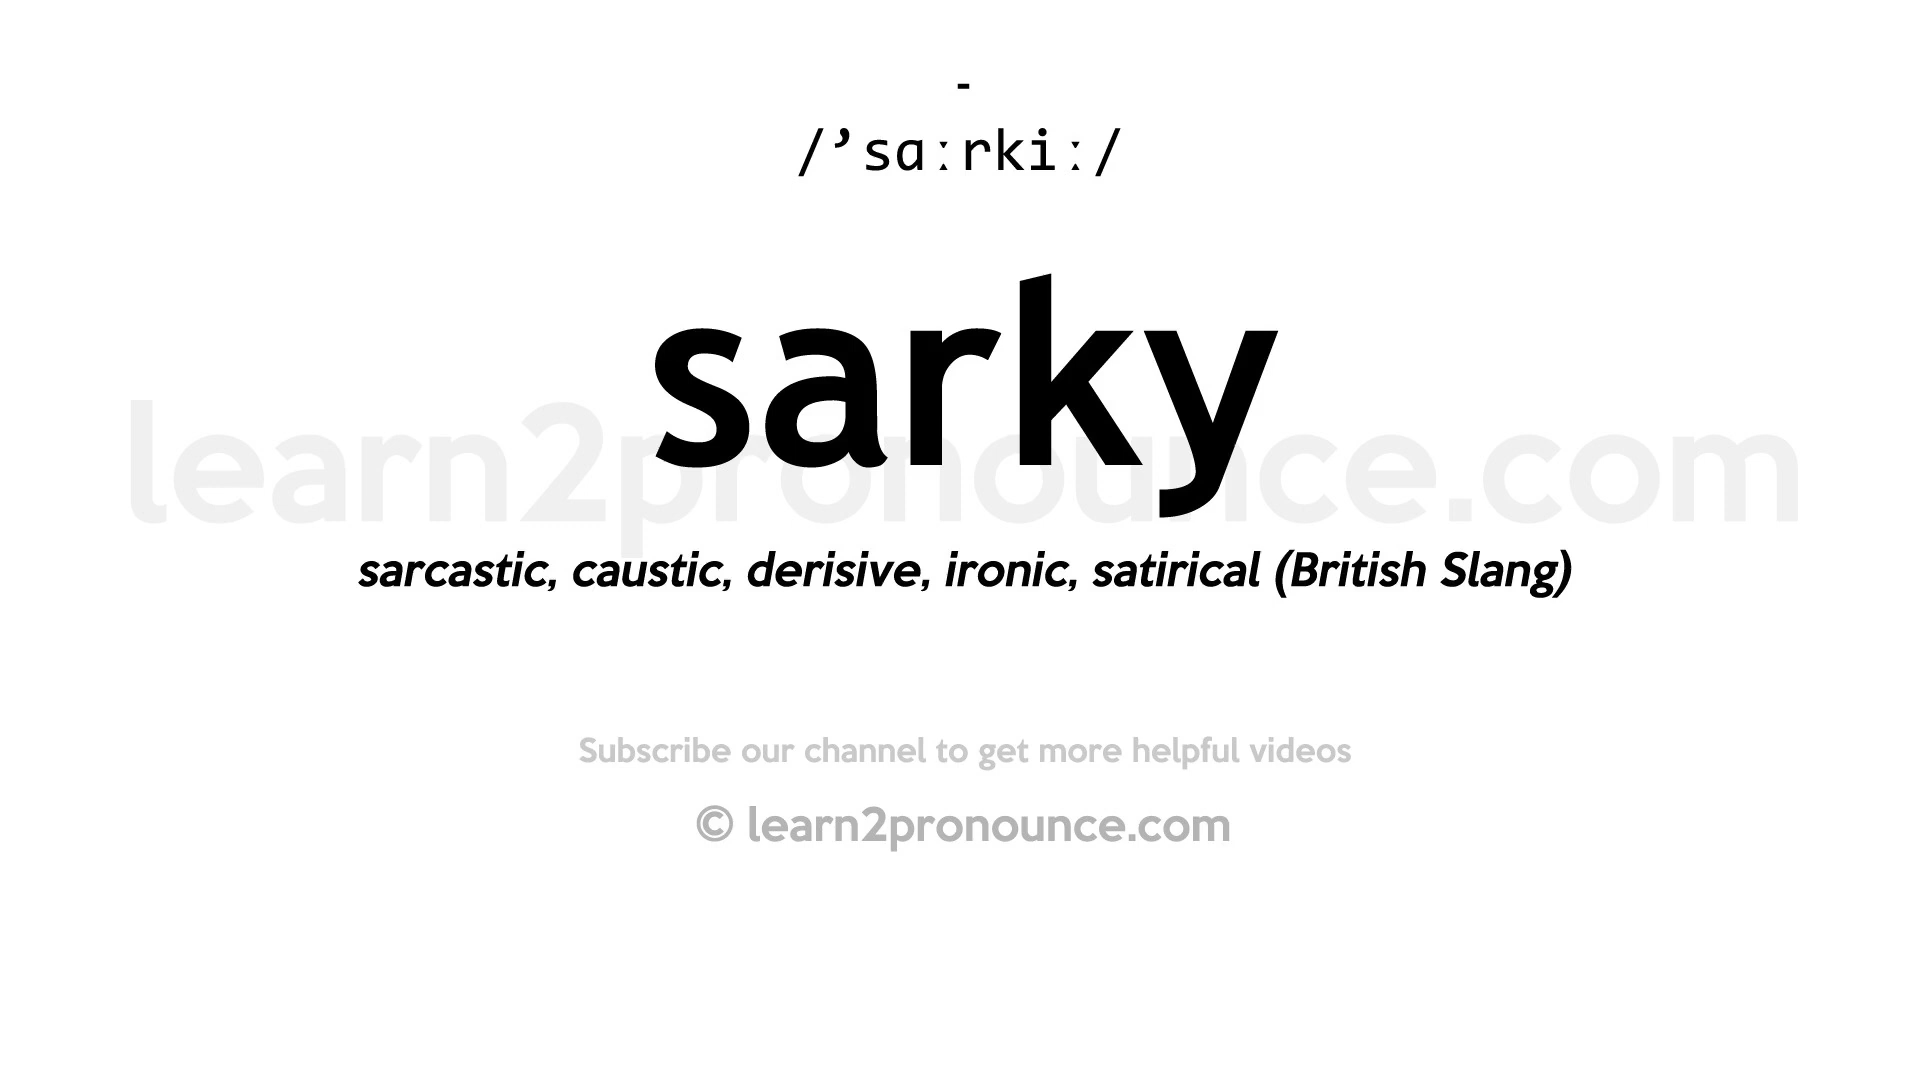 -
/’sɑːrkiː/
sarky
learn2pronounce.com
sarcastic, caustic, derisive, ironic, satirical (British Slang)
Subscribe our channel to get more helpful videos
© learn2pronounce.com